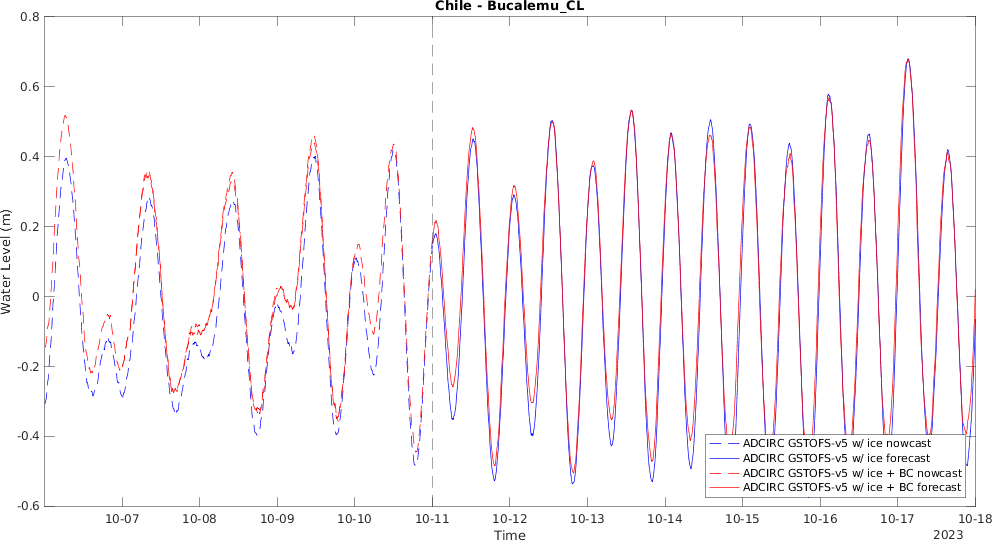 Chile - Bucalemu_CL
0.8
0.6
0.4
0.2
0
-0.2
-0.4
-0.6
Water Level (m)
ADCIRC GSTOFS-v5 w/ ice nowcast
ADCIRC GSTOFS-v5 w/ ice forecast
ADCIRC GSTOFS-v5 w/ ice + BC nowcast
ADCIRC GSTOFS-v5 w/ ice + BC forecast
10-07 10-08 10-09 10-10 10-11 10-12 10-13 10-14 10-15 10-16 10-17 10-18
Time
2023